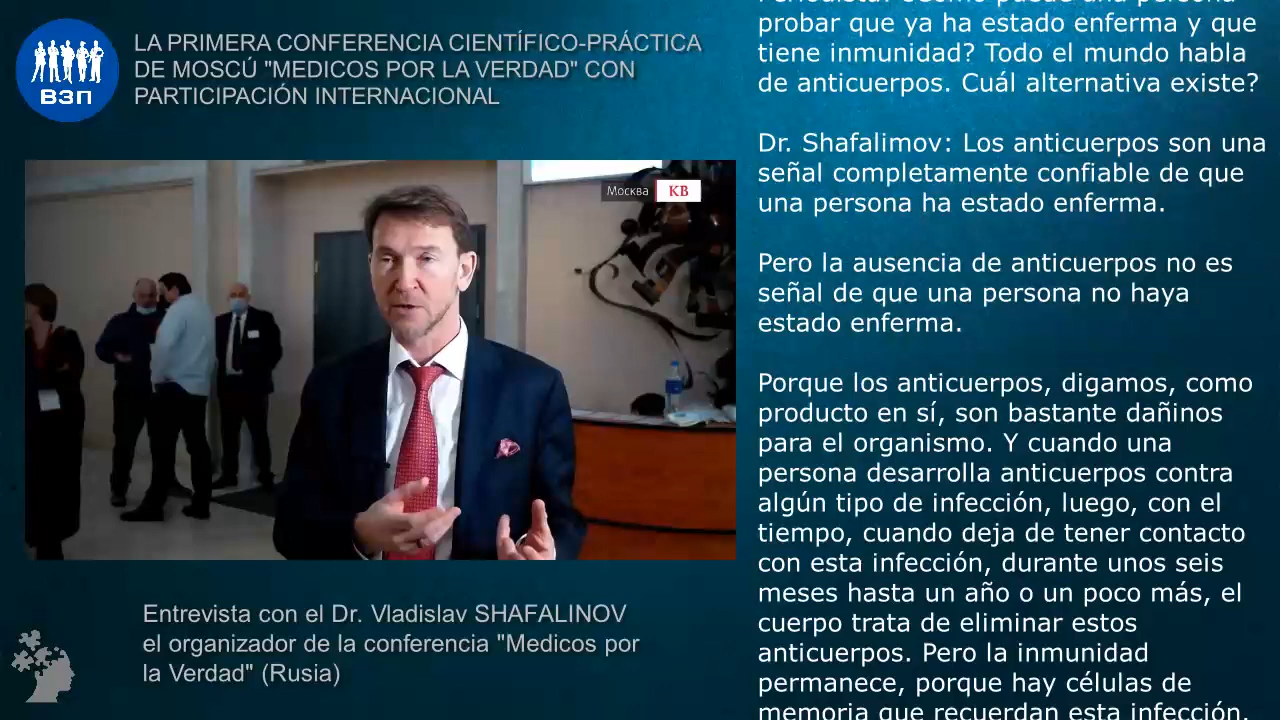 LA PRIMERA CONFERENCIA CIENTÍFICO-PRÁCTICA
DE MOSCÚ "MEDICOS POR LA VERDAD" CON
PARTICIPACIÓN INTERNACIONAL
ВЗП
Москва КВ
Entrevista con el Dr. Vladislav SHAFALINOV
el organizador de la conferencia "Medicos por
la Verdad" (Rusia)
probar que ya ha estado enferma y que
tiene inmunidad? Todo el mundo habla
de anticuerpos. Cuál alternativa existe?
Dr. Shafalimov: Los anticuerpos son una
señal completamente confiable de que
una persona ha estado enferma.
Pero la ausencia de anticuerpos no es
señal de que una persona no haya
estado enferma.
Porque los anticuerpos, digamos, como
producto en sí, son bastante dañinos
para el organismo. Y cuando una
persona desarrolla anticuerpos contra
algún tipo de infección, luego, con el
tiempo, cuando deja de tener contacto
con esta infección, durante unos seis
meses hasta un año o un poco más, el
cuerpo trata de eliminar estos
anticuerpos. Pero la inmunidad
permanece, porque hay células de
memoria que recuerdan esta infección.